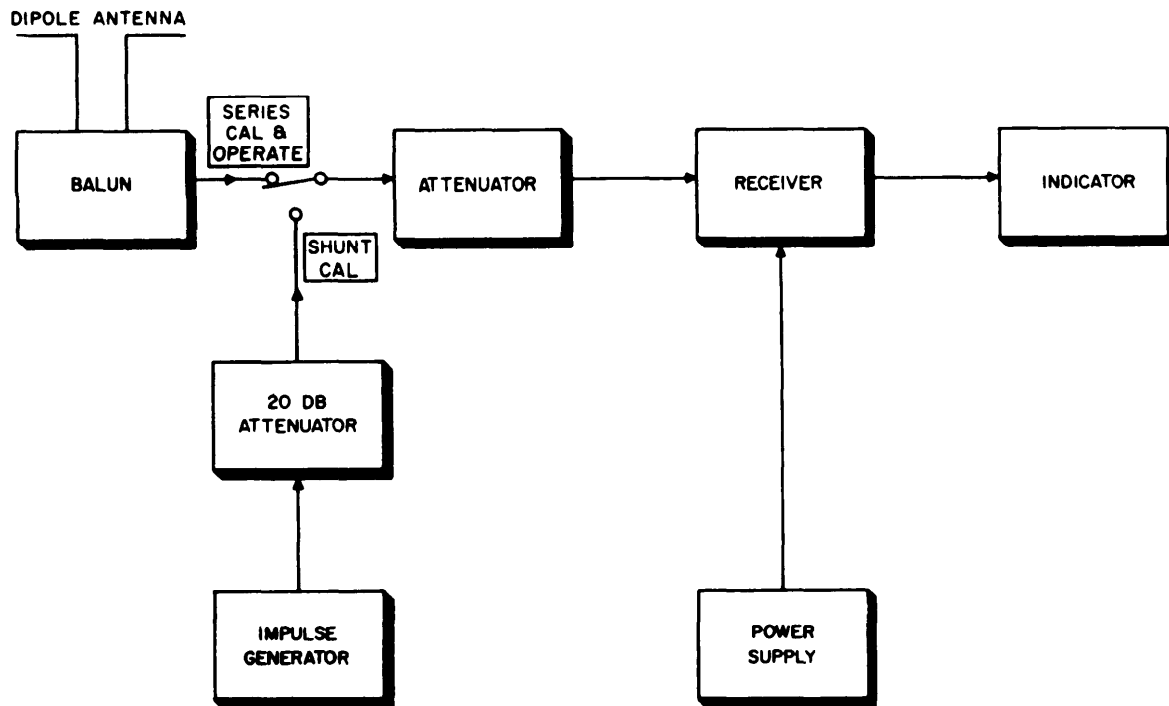 DIPOLE ANTENNA
SERIES
CAL &
OPERATE
BALUN
ATTENUATOR
RECEIVER
INDICATOR
SHUNT
CAL
20 DB
ATTENUATOR
IMPULSE
GENERATOR
POWER
SUPPLY